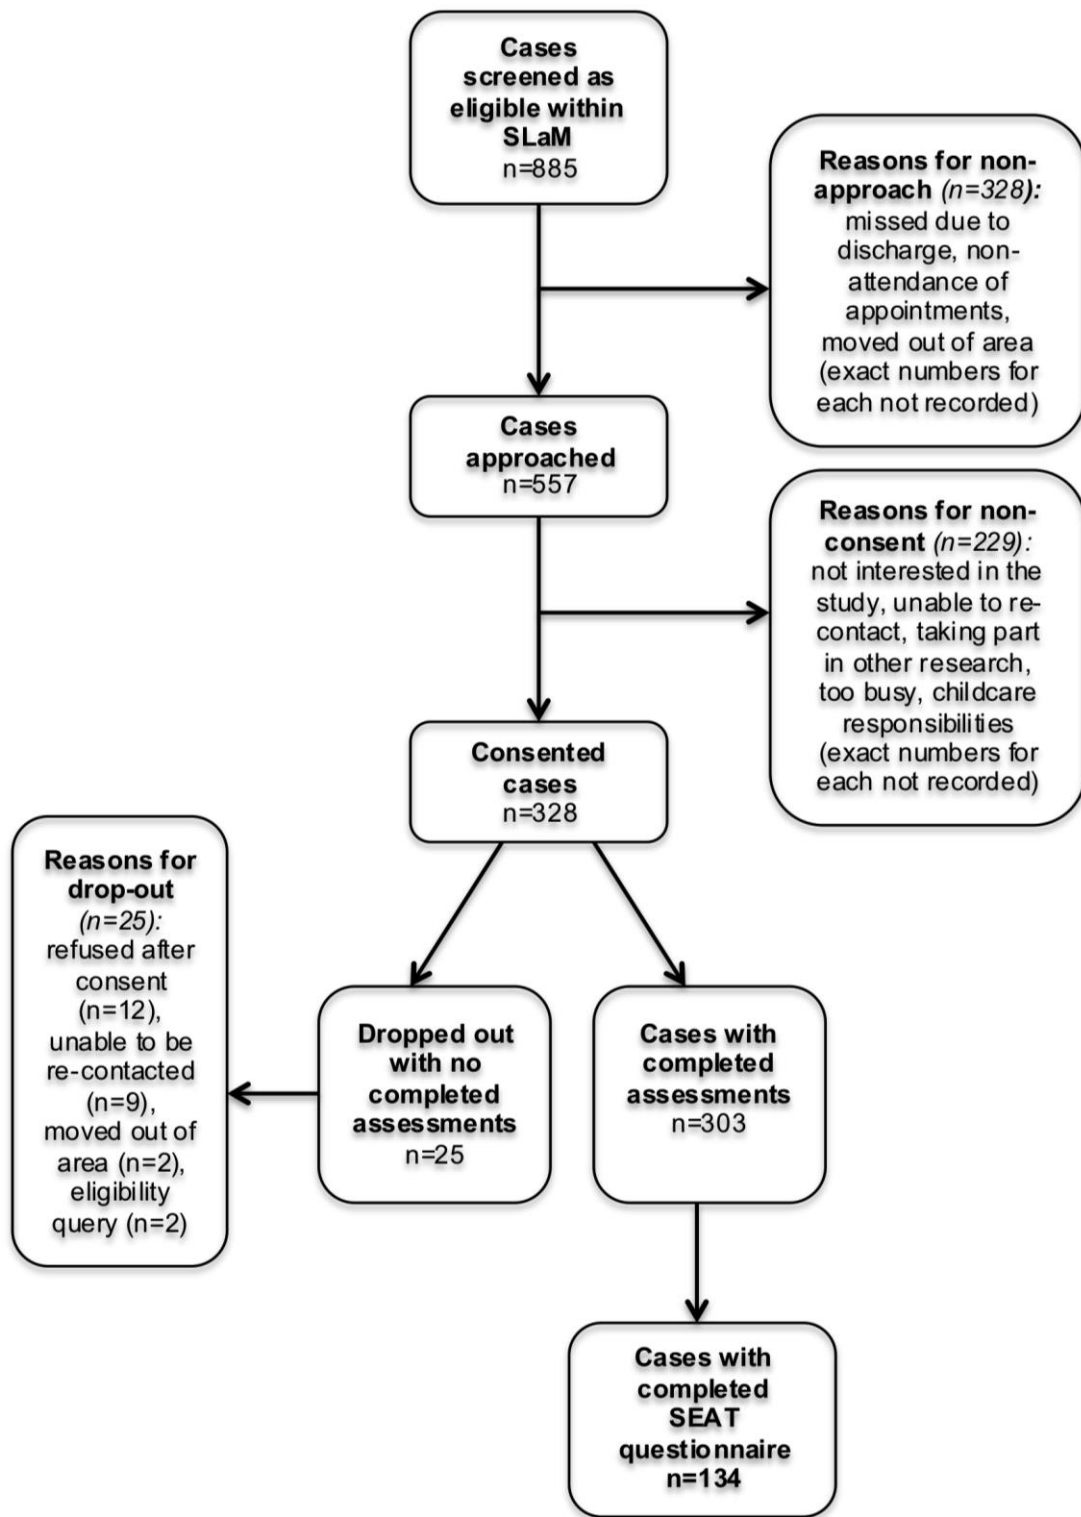 Cases
screened as
eligible within
SLaM
n=885
Reasons for non-
approach (n=328):
missed due to
discharge, non-
attendance of
appointments,
moved out of area
(exact numbers for
each not recorded)
Cases
approached
n=557
Reasons for non-
consent (n=229):
not interested in the
study, unable to re-
contact, taking part
in other research,
too busy, childcare
responsibilities
(exact numbers for
each not recorded)
Consented
cases
n=328
Reasons for
drop-out
(n=25):
refused after
consent
(n=12),
unable to be
re-contacted
(n=9),
moved out of
area (n=2),
eligibility
query (n=2)
Dropped out
with no
completed
assessments
n=25
Cases with
completed
assessments
n=303
Cases with
completed
SEAT
questionnaire
n=134